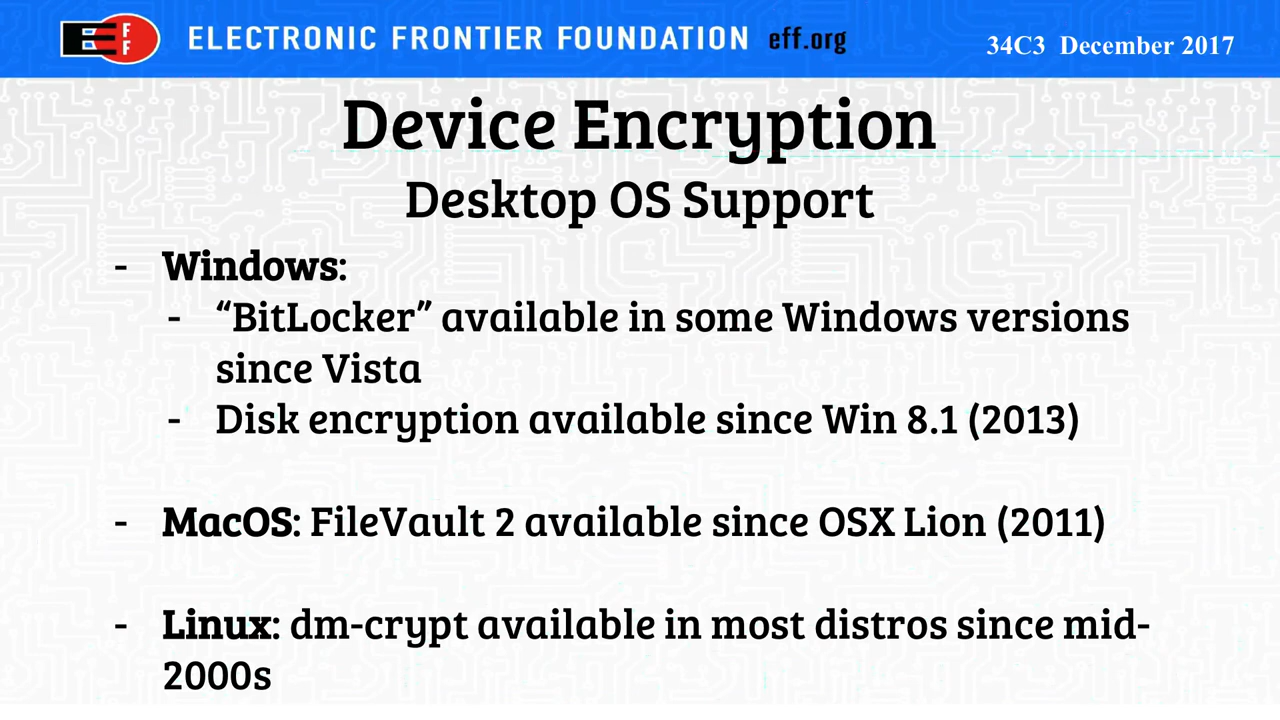 EFF
ELECTRONIC FRONTIER FOUNDATION eff.org
34C3 December 2017
Device Encryption
Desktop OS Support
- Windows:
- “BitLocker” available in some Windows versions
since Vista
- Disk encryption available since Win 8.1 (2013)
- MacOS: FileVault 2 available since OSX Lion (2011)
- Linux: dm-crypt available in most distros since mid-
2000s